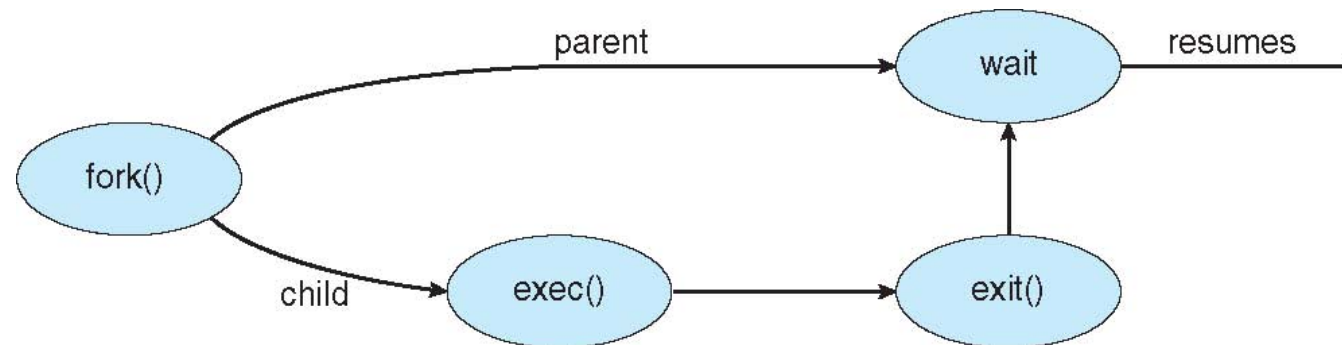 parent
resumes
wait
fork()
child
exec()
exit()